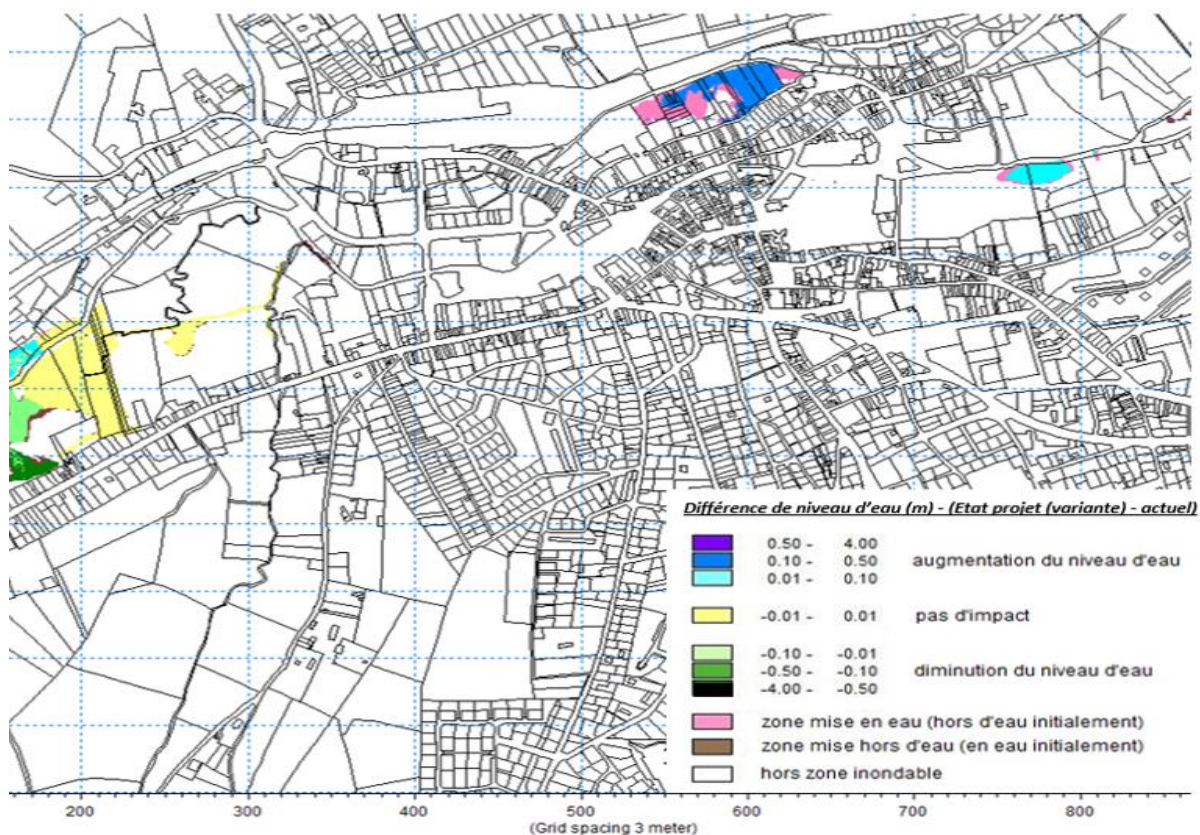 Différence de niveau d'eau (m) - (Etat projet (variante) - actuel)
0.50 - 4.00
0.10 - 0.50 augmentation du niveau d'eau
0.01 - 0.10
-0.01 - 0.01 pas d'impact
-0.10 - -0.01
-0.50 - -0.10 diminution du niveau d'eau
-4.00 - -0.50
zone mise en eau (hors d'eau initialement)
zone mise hors d'eau (en eau initialement)
hors zone inondable
200 300 400 500 600 700 800
(Grid spacing 3 meter)